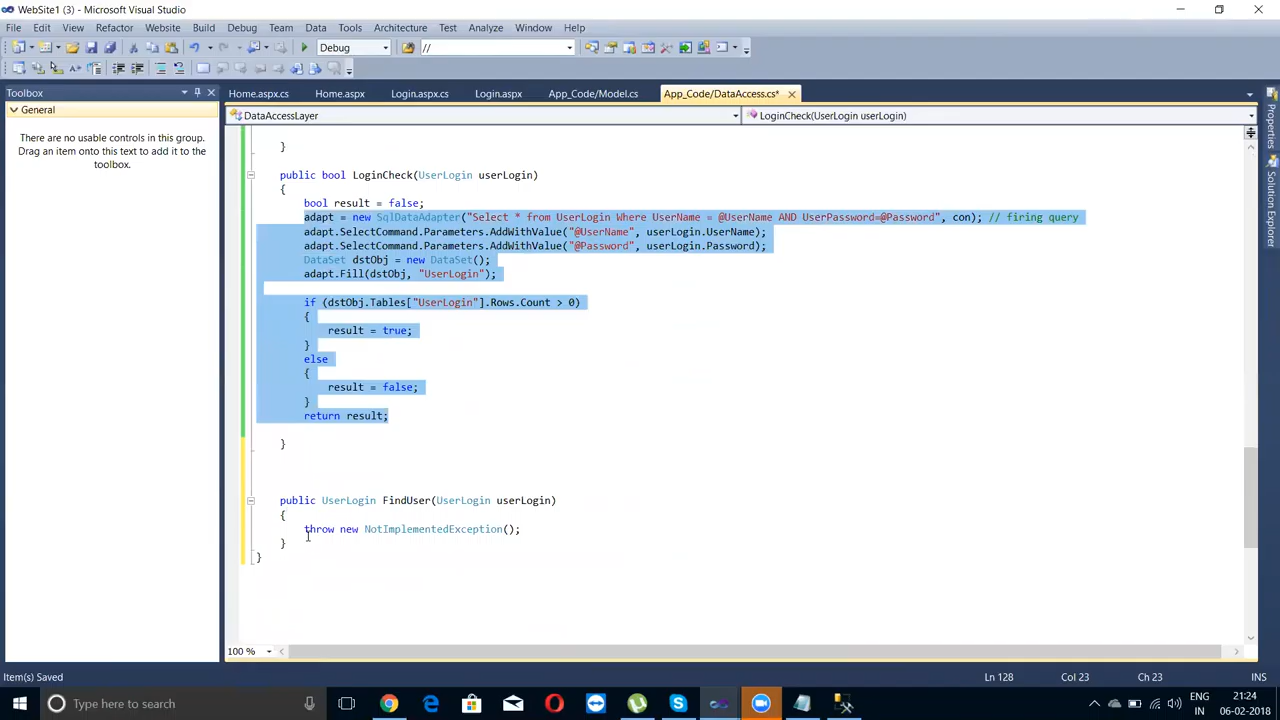 WebSite1 (3) - Microsoft Visual Studio
File Edit View Refactor Website Build Debug Team Data Tools Architecture Test Analyze Window Help
Debug //
Toolbox
General
There are no usable controls in this group.
Drag an item onto this text to add it to the
toolbox.
Home.aspx.cs Home.aspx Login.aspx.cs Login.aspx App_Code/Model.cs App_Code/DataAccess.cs*
DataAccessLayer LoginCheck(UserLogin userLogin)
}
public bool LoginCheck(UserLogin userLogin)
{
bool result = false;
adapt = new SqlDataAdapter("Select * from UserLogin Where UserName = @UserName AND UserPassword=@Password", con); // firing query
adapt.SelectCommand.Parameters.AddWithValue("@UserName", userLogin.UserName);
adapt.SelectCommand.Parameters.AddWithValue("@Password", userLogin.Password);
DataSet dstObj = new DataSet();
adapt.Fill(dstObj, "UserLogin");
if (dstObj.Tables["UserLogin"].Rows.Count > 0)
{
result = true;
}
else
{
result = false;
}
return result;
}
public UserLogin FindUser(UserLogin userLogin)
{
throw new NotImplementedException();
}
}
100 %
Properties
Solution Explorer
Item(s) Saved Ln 128 Col 23 Ch 23 INS
Type here to search
ENG 21:24
IN 06-02-2018